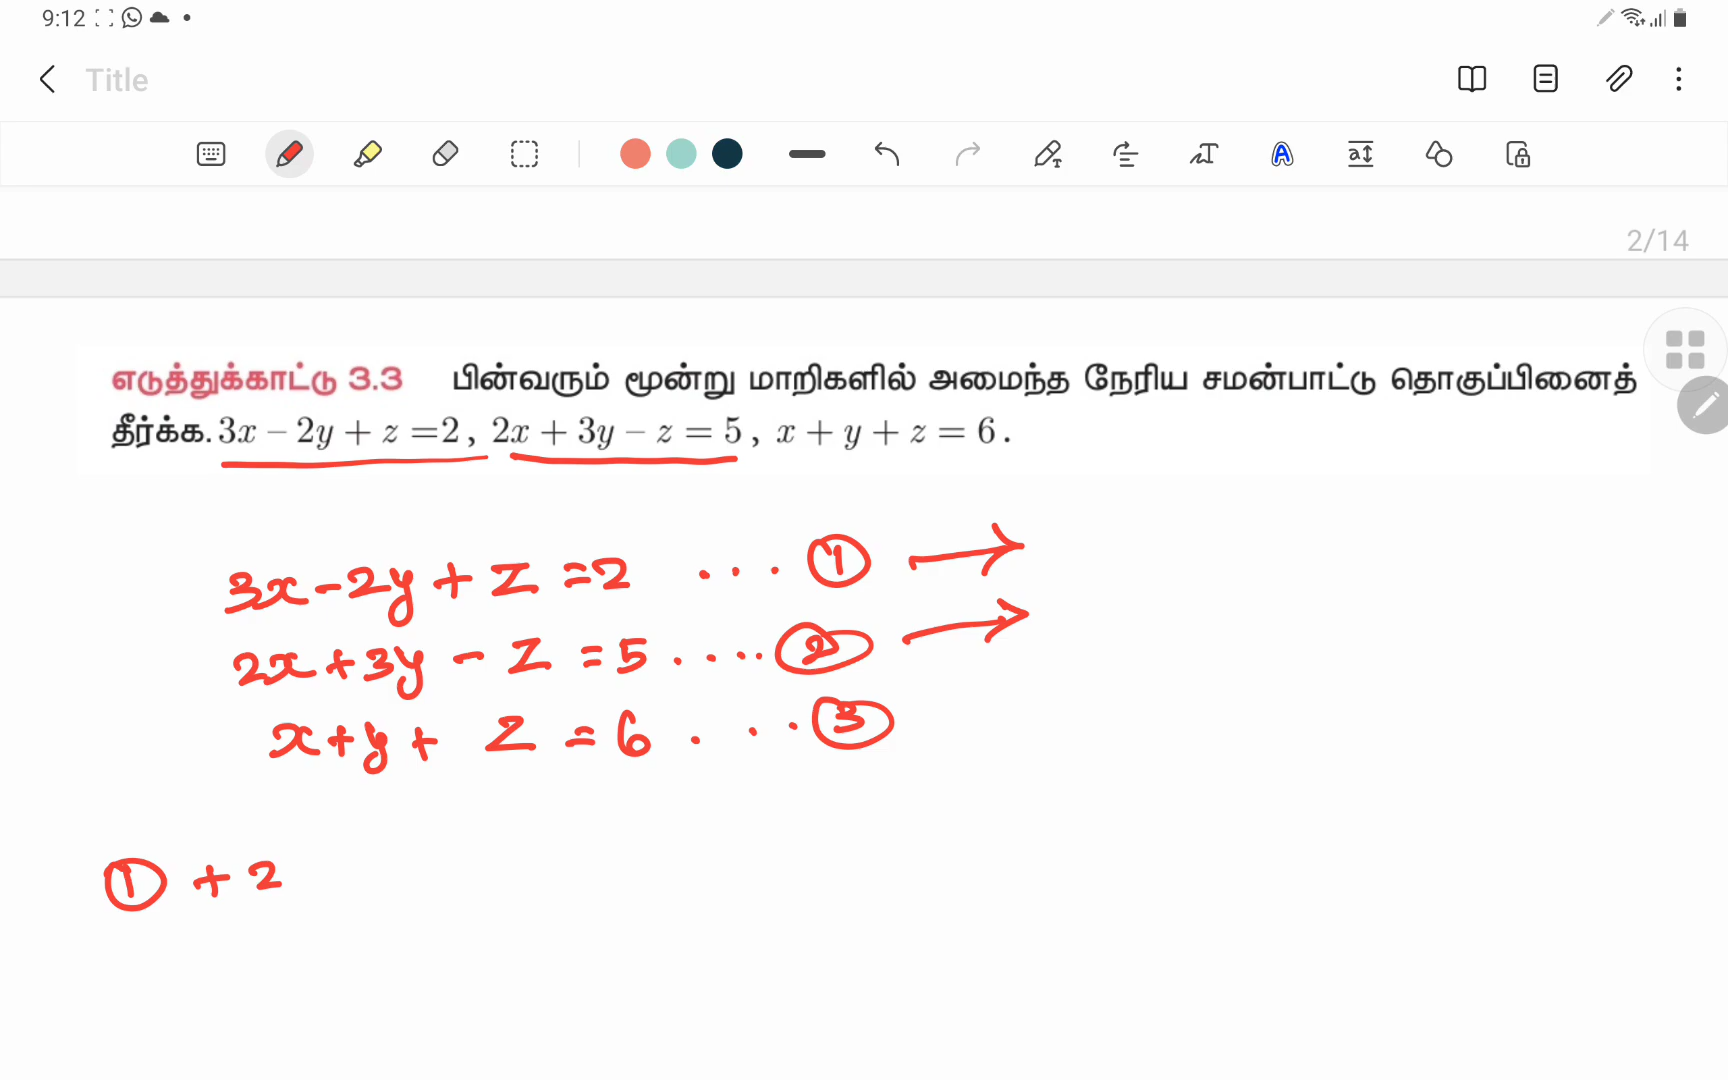 9:12
Title
2/14
எடுத்துக்காட்டு 3.3 பின்வரும் மூன்று மாறிகளில் அமைந்த நேரிய சமன்பாட்டு தொகுப்பினைத்
தீர்க்க. 3x – 2y + z =2 , 2x + 3y – z = 5 , x + y + z = 6 .
3x-2y + z =2 ... ①
2x+3y - z =5 .... ②
x+y+ z = 6 . . . ③
① + 2